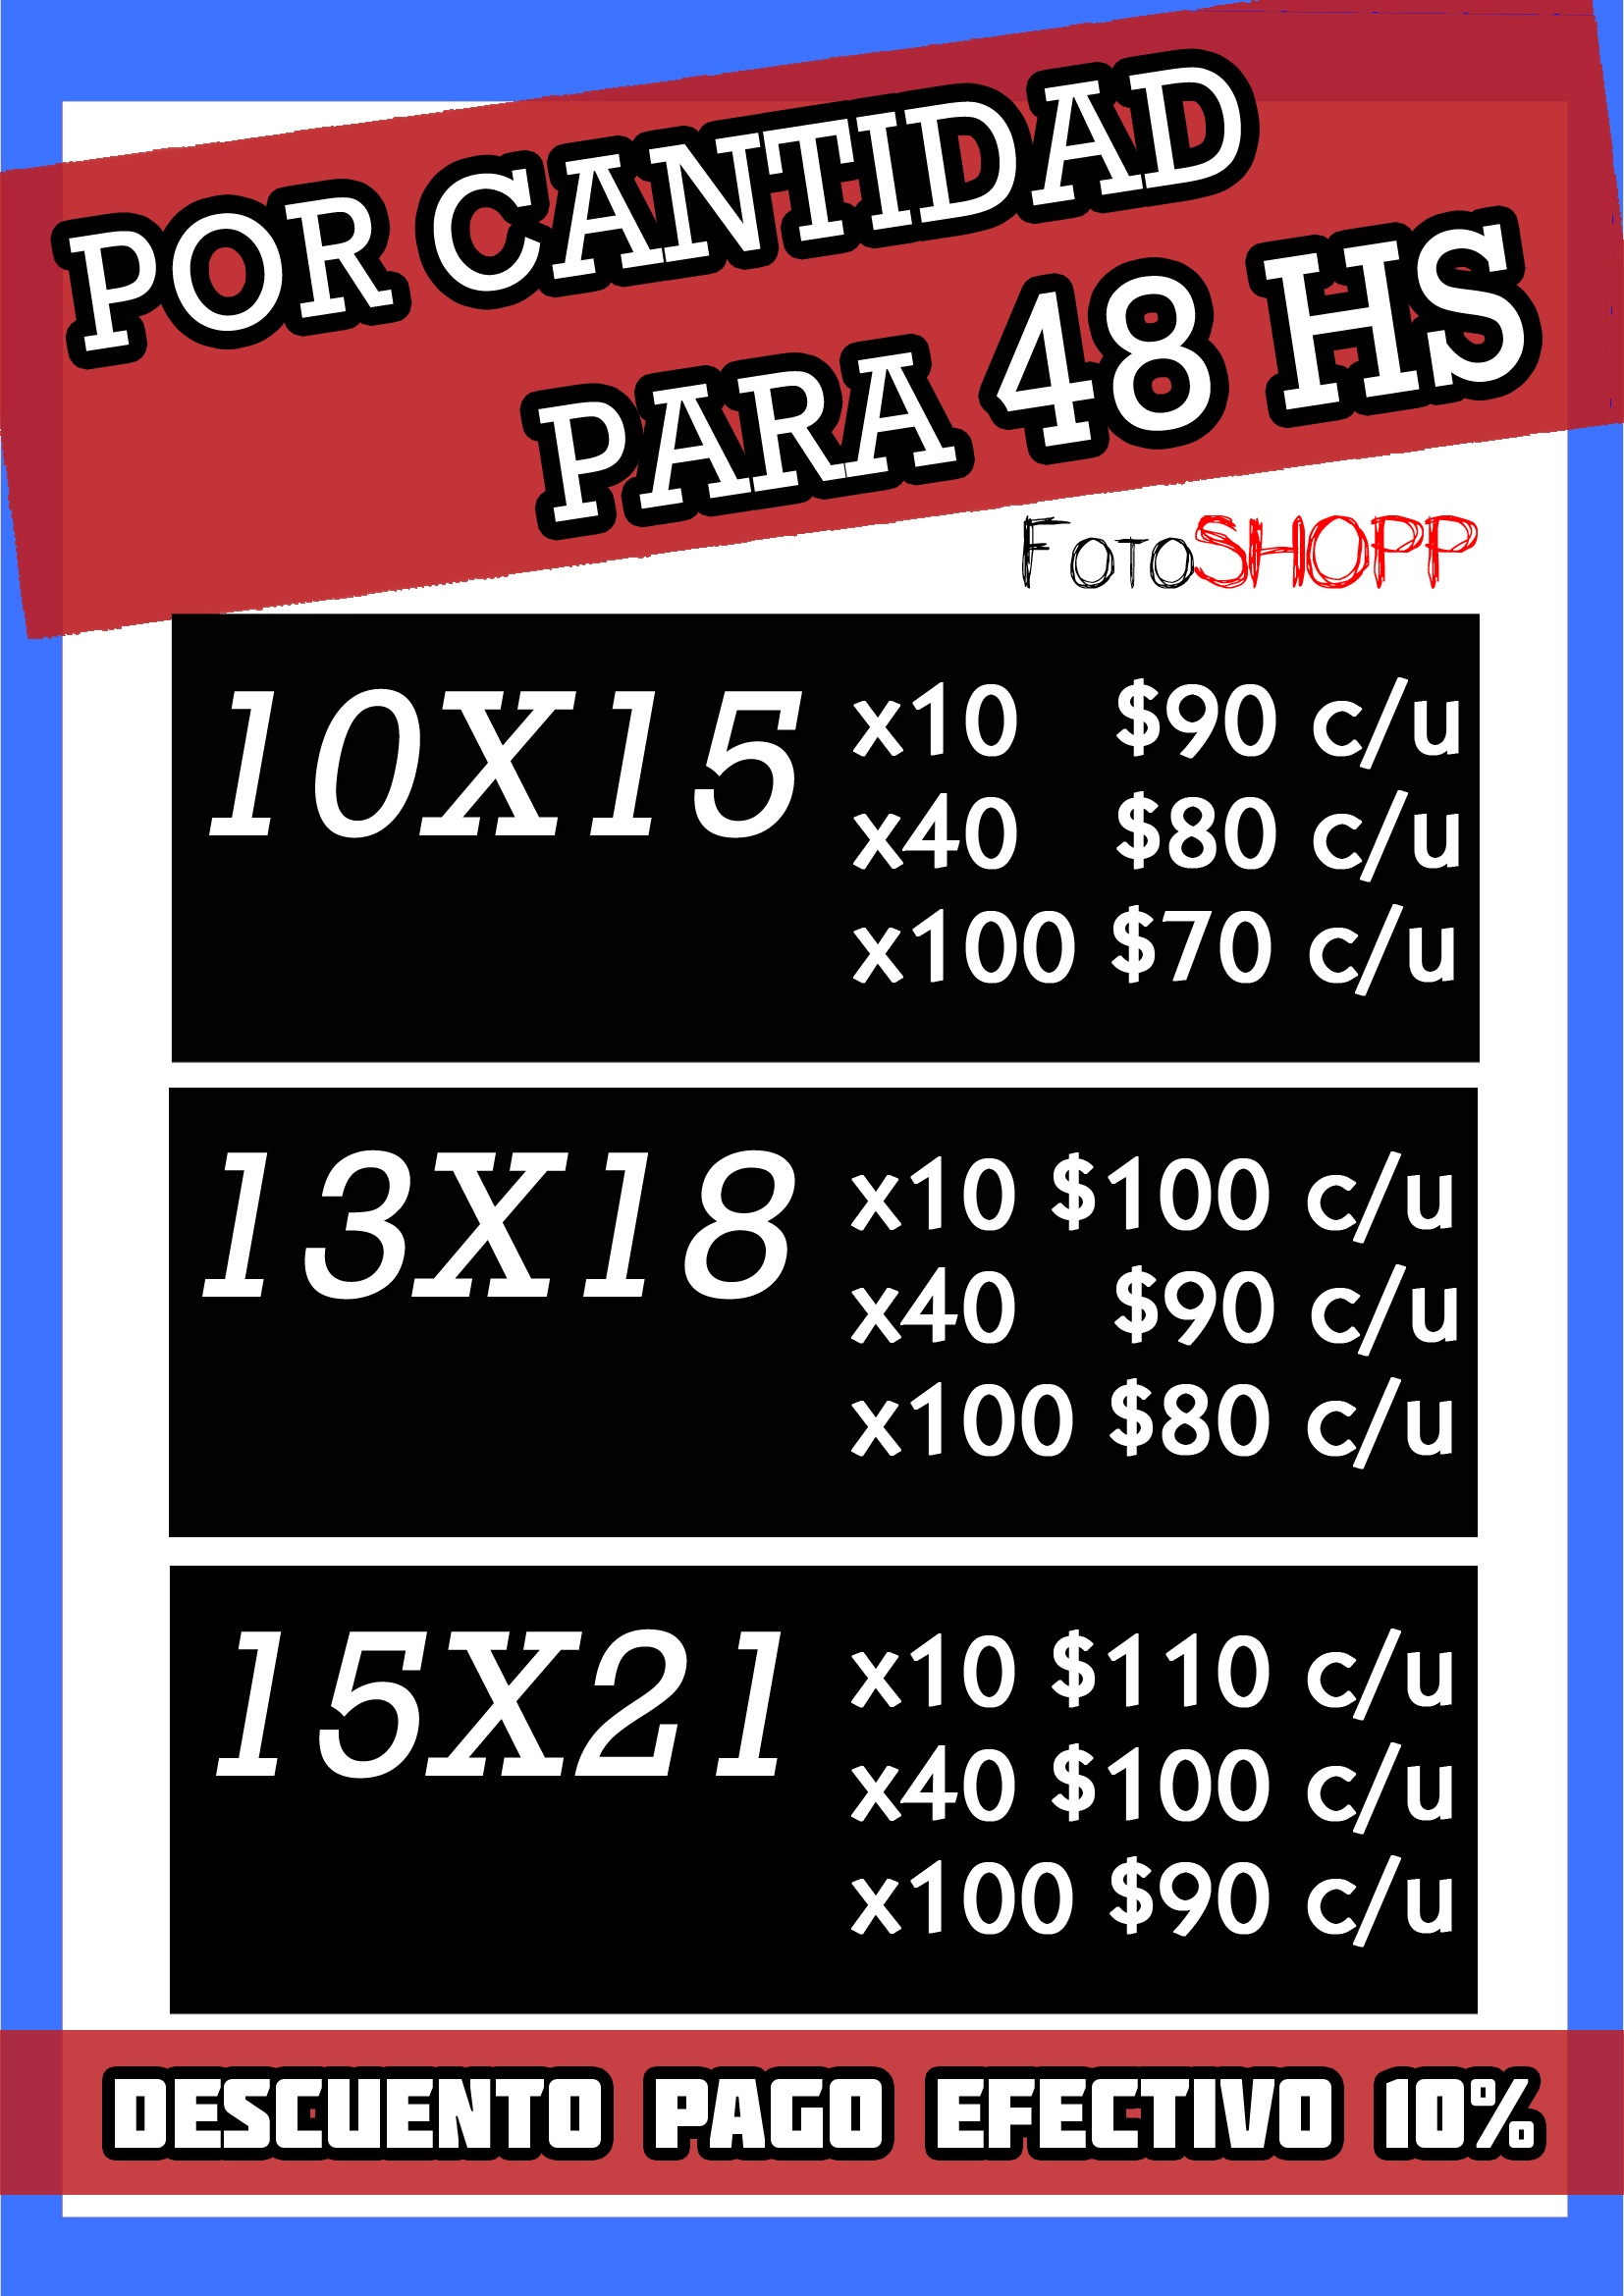 POR CANTIDAD
PARA 48 HS
FotoSHOPP
10X15
x10 $90 c/u
x40 $80 c/u
x100 $70 c/u
13X18
x10 $100 c/u
x40 $90 c/u
x100 $80 c/u
15X21
x10 $110 c/u
x40 $100 c/u
x100 $90 c/u
DESCUENTO PAGO EFECTIVO 10%